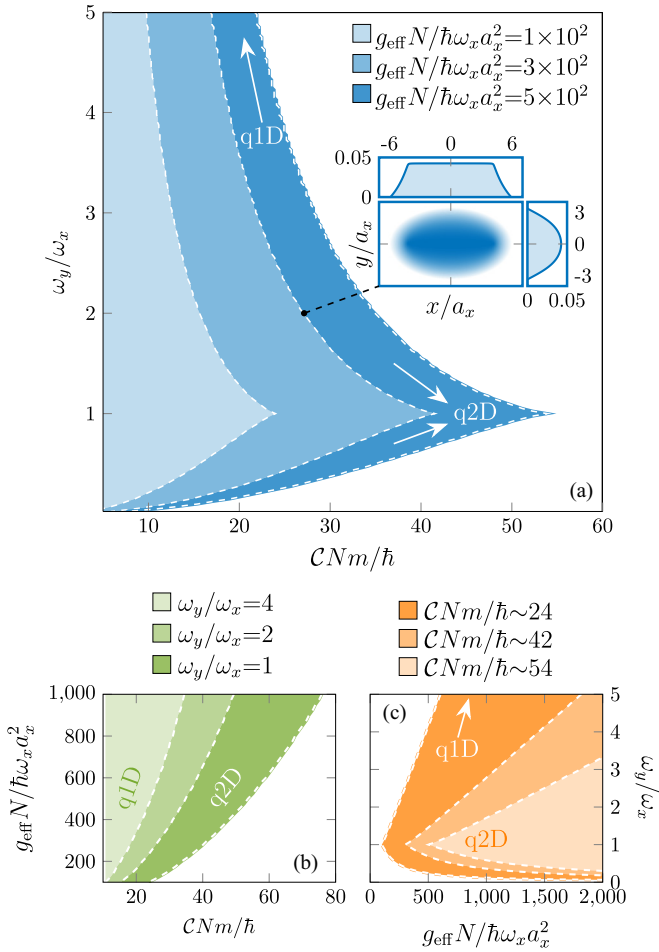 5
4
3
2
1
ω_y/ω_x
g_eff N/ħω_x a_x^2=1×10^2
g_eff N/ħω_x a_x^2=3×10^2
g_eff N/ħω_x a_x^2=5×10^2
q1D
-6 0 6
0.05
0
y/a_x
x/a_x
3
0
-3
0 0.05
q2D
(a)
10 20 30 40 50 60
𝒞Nm/ħ
ω_y/ω_x=4
ω_y/ω_x=2
ω_y/ω_x=1
1,000
800
600
400
200
g_eff N/ħω_x a_x^2
q1D
q2D
(b)
20 40 60 80
𝒞Nm/ħ
𝒞Nm/ħ~24
𝒞Nm/ħ~42
𝒞Nm/ħ~54
(c)
q1D
q2D
5
4
3
2
1
0
ω_y/ω_x
0 500 1,000 1,500 2,000
g_eff N/ħω_x a_x^2